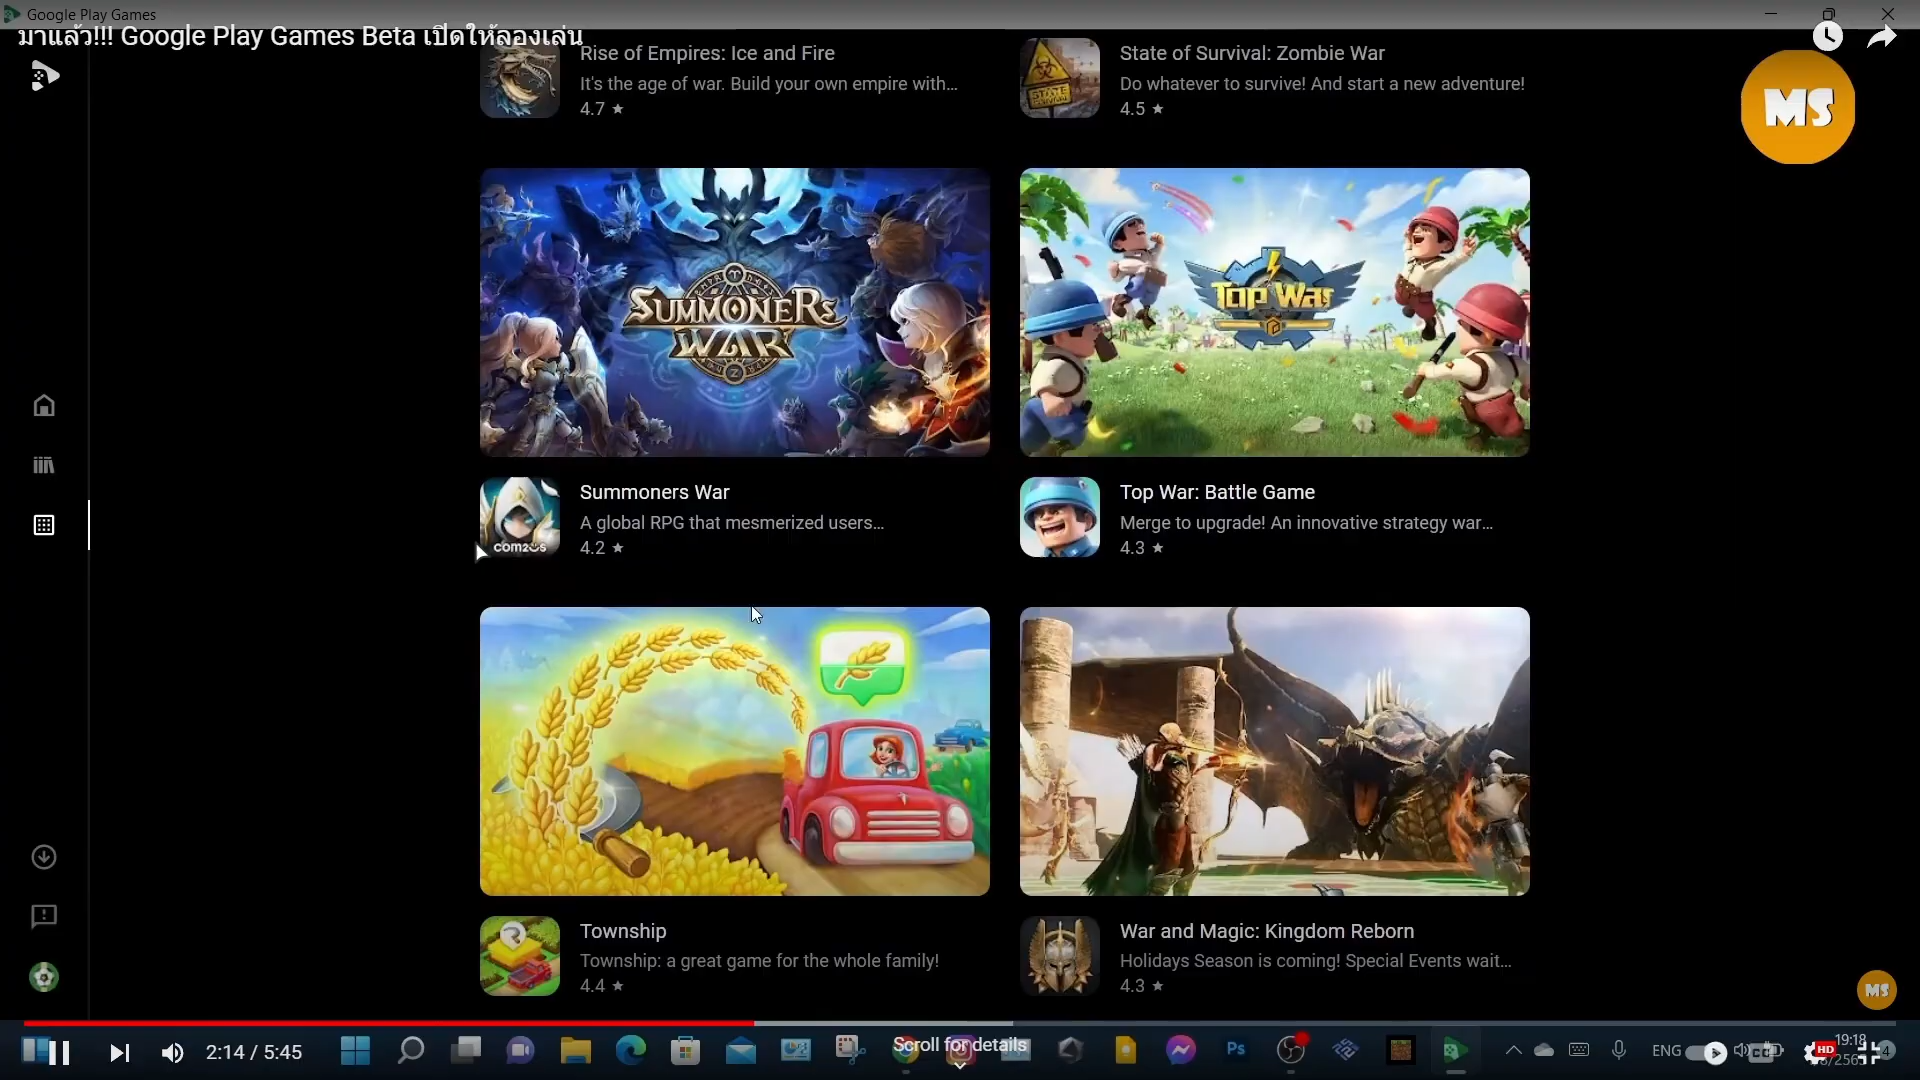 Google Play Games
มาแล้ว!!! Google Play Games Beta เปิดให้ลองเล่น
Rise of Empires: Ice and Fire
It's the age of war. Build your own empire with...
4.7 ★
State of Survival: Zombie War
Do whatever to survive! And start a new adventure!
4.5 ★
STATE
MS
SUMMONERS
WAR
TOP WAR
Summoners War
A global RPG that mesmerized users...
4.2 ★
com2us
Top War: Battle Game
Merge to upgrade! An innovative strategy war...
4.3 ★
Township
Township: a great game for the whole family!
4.4 ★
War and Magic: Kingdom Reborn
Holidays Season is coming! Special Events wait...
4.3 ★
MS
2:14 / 5:45
Scroll for details
Ps
ENG
CC
HD
19:18